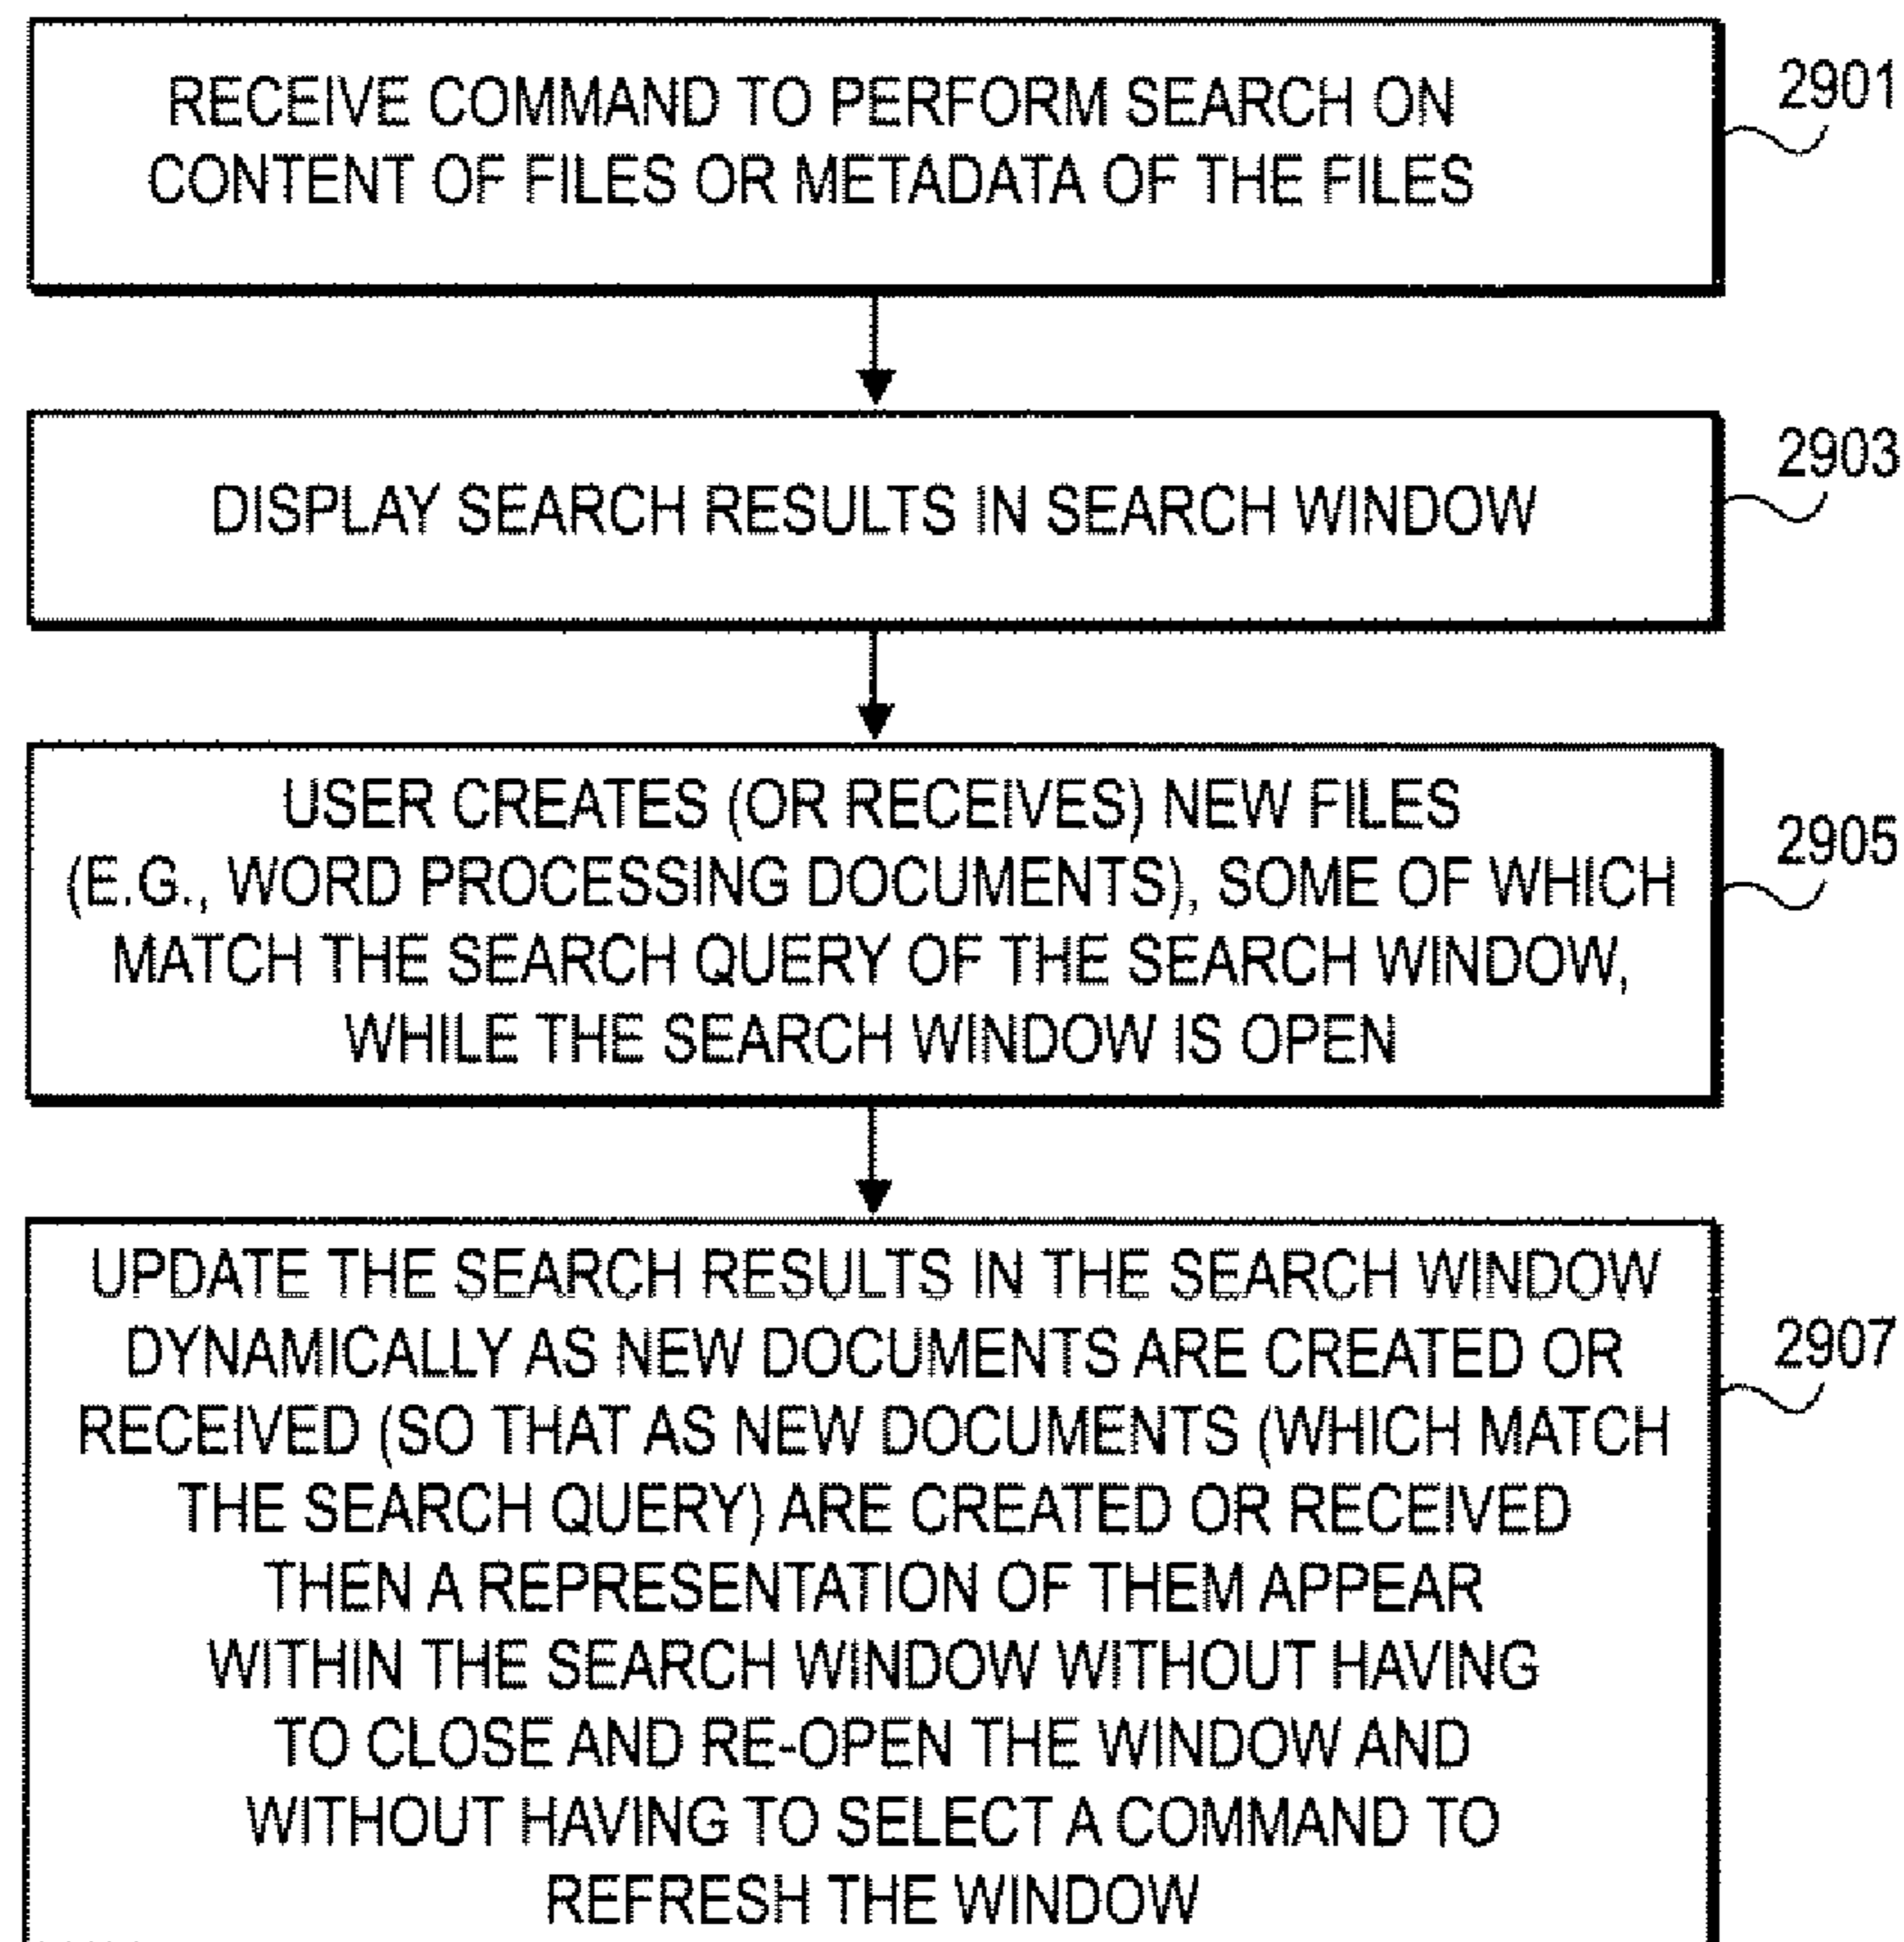 RECEIVE COMMAND TO PERFORM SEARCH ON
CONTENT OF FILES OR METADATA OF THE FILES
2901
DISPLAY SEARCH RESULTS IN SEARCH WINDOW
2903
USER CREATES (OR RECEIVES) NEW FILES
(E.G., WORD PROCESSING DOCUMENTS), SOME OF WHICH
MATCH THE SEARCH QUERY OF THE SEARCH WINDOW,
WHILE THE SEARCH WINDOW IS OPEN
2905
UPDATE THE SEARCH RESULTS IN THE SEARCH WINDOW
DYNAMICALLY AS NEW DOCUMENTS ARE CREATED OR
RECEIVED (SO THAT AS NEW DOCUMENTS (WHICH MATCH
THE SEARCH QUERY) ARE CREATED OR RECEIVED
THEN A REPRESENTATION OF THEM APPEAR
WITHIN THE SEARCH WINDOW WITHOUT HAVING
TO CLOSE AND RE-OPEN THE WINDOW AND
WITHOUT HAVING TO SELECT A COMMAND TO
REFRESH THE WINDOW
2907